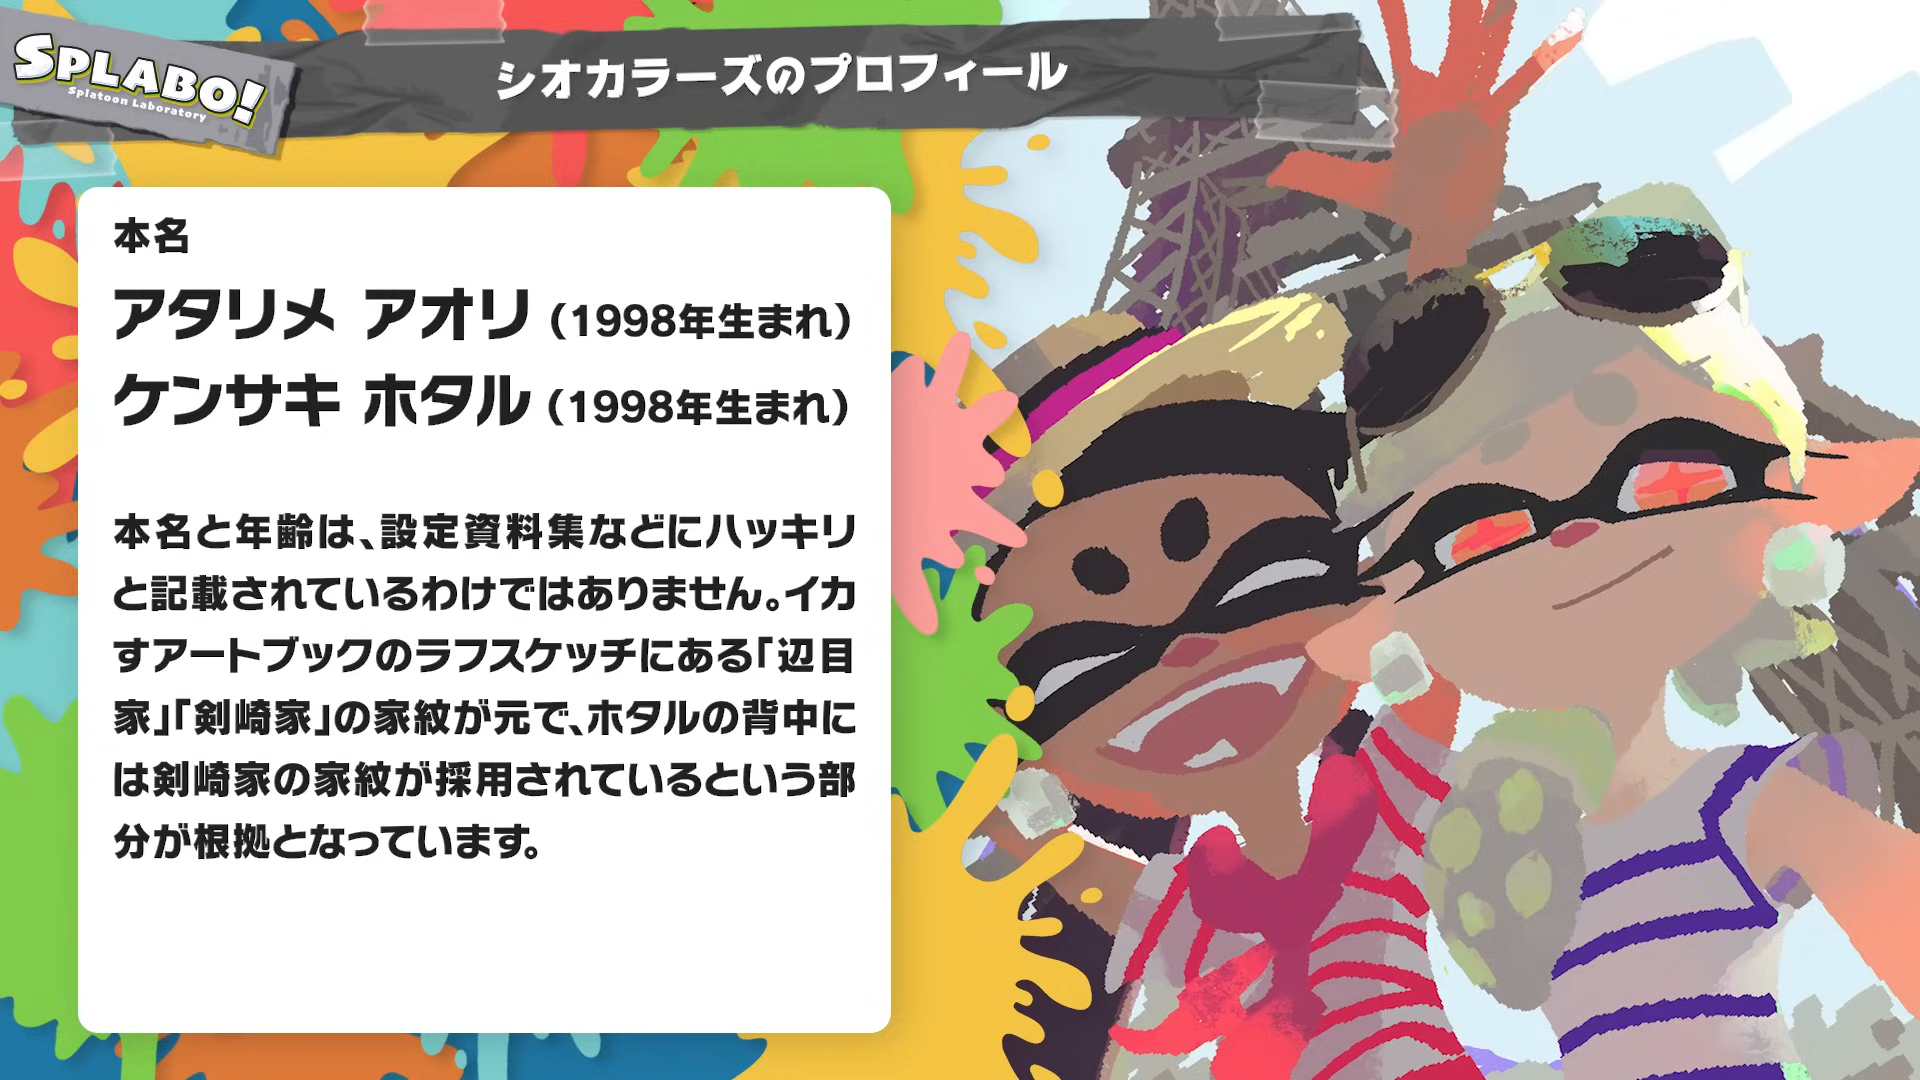 SPLABO!
Splatoon Laboratory
シオカラーズのプロフィール
本名
アタリメ アオリ（1998年生まれ）
ケンサキ ホタル（1998年生まれ）
本名と年齢は、設定資料集などにハッキリ
と記載されているわけではありません。イカ
すアートブックのラフスケッチにある「辺目
家」「剣崎家」の家紋が元で、ホタルの背中に
は剣崎家の家紋が採用されているという部
分が根拠となっています。